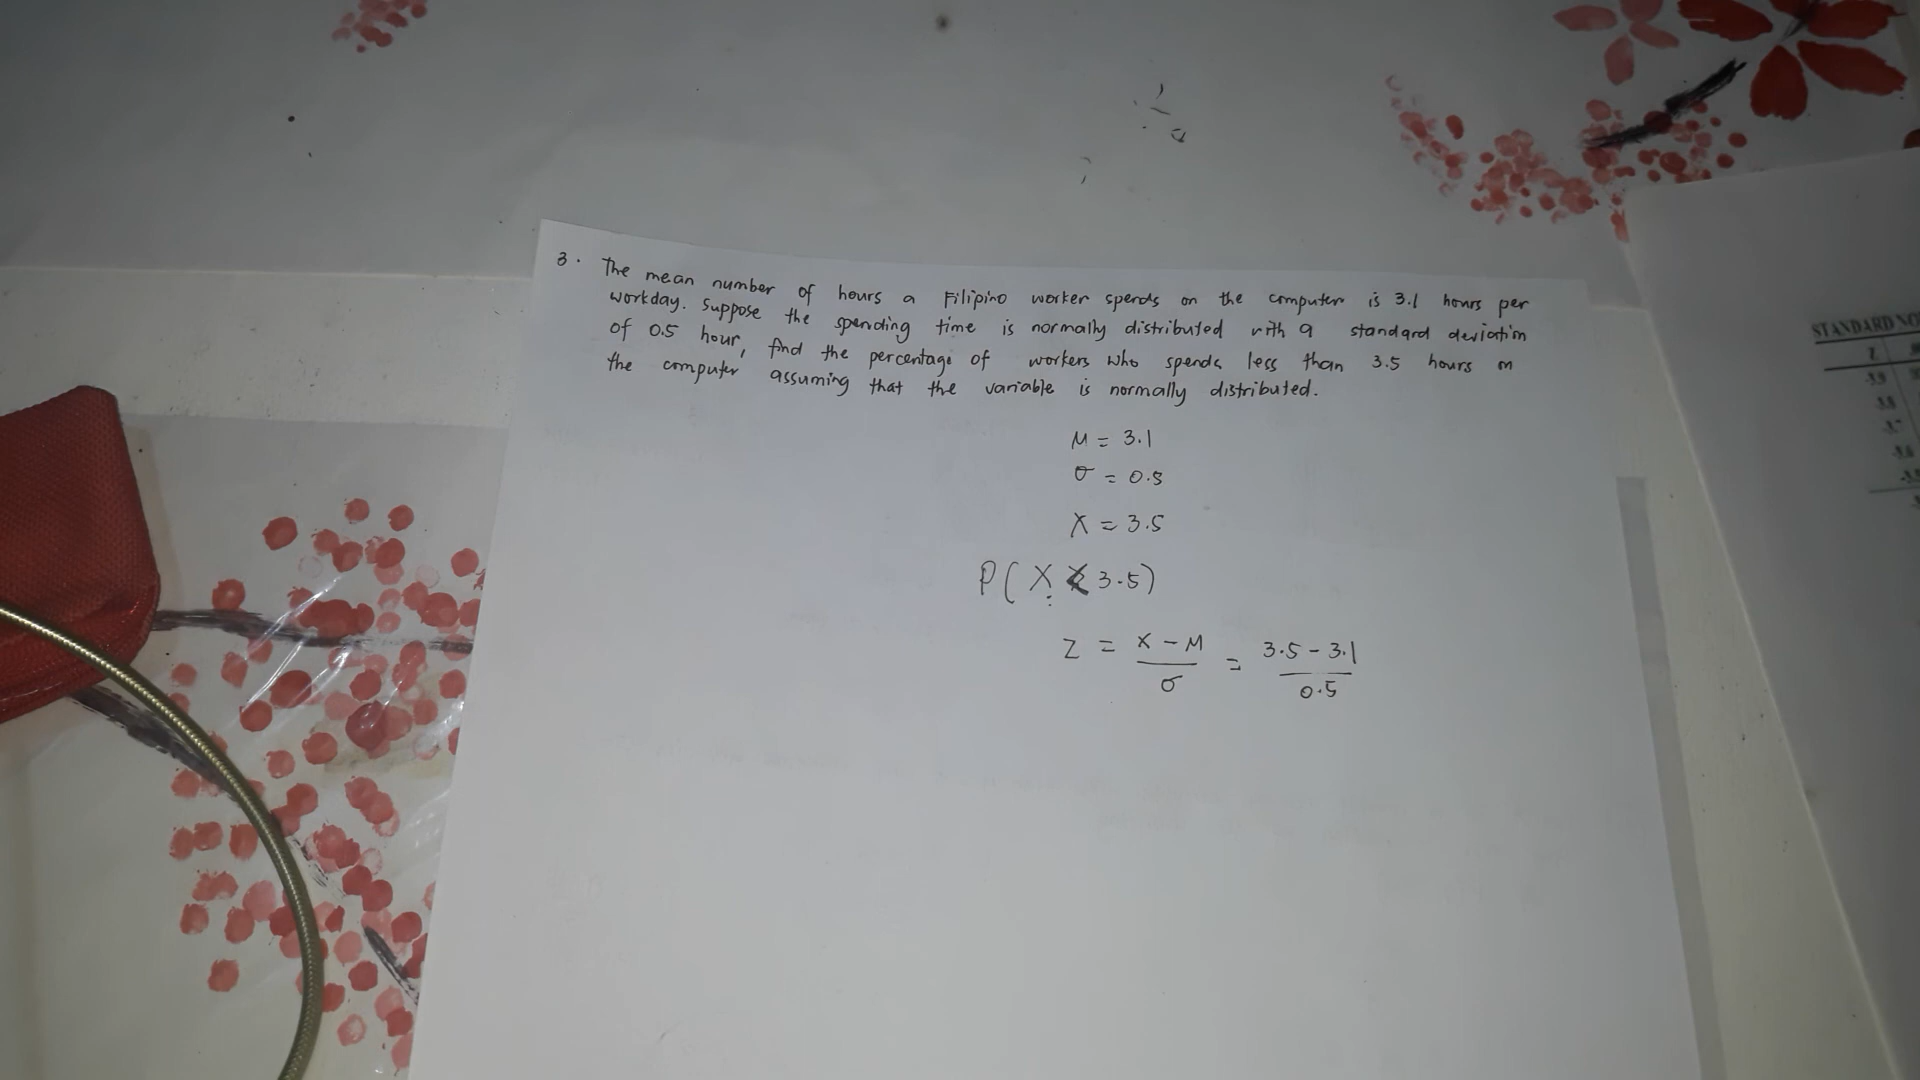 3. The mean number of hours a Filipino worker spends on the computer is 3.1 hours per
workday. Suppose the spending time is normally distributed with a standard deviation
of 0.5 hour, find the percentage of workers who spends less than 3.5 hours on
the computer assuming that the variable is normally distributed.
M = 3.1
σ = 0.5
X = 3.5
P(X < 3.5)
Z = X - M / σ = 3.5 - 3.1 / 0.5
STANDARD NO
Z
-3.9